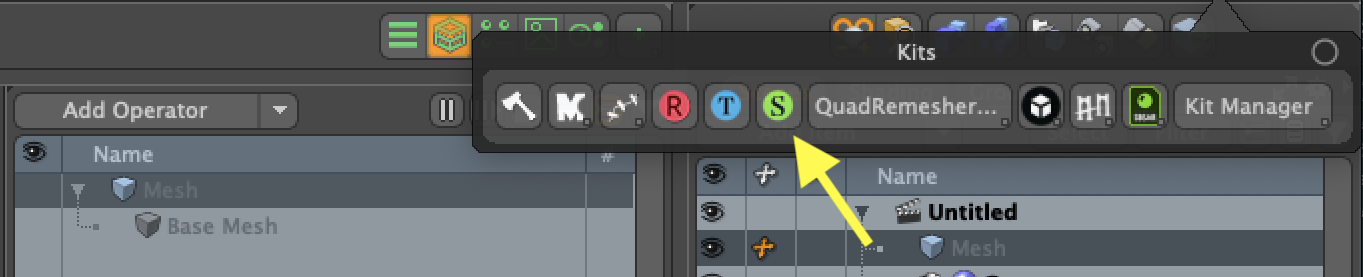 Kits
R T S QuadRemesher... Kit Manager
Add Operator
Name #
Mesh
Base Mesh
Name
Untitled
Mesh